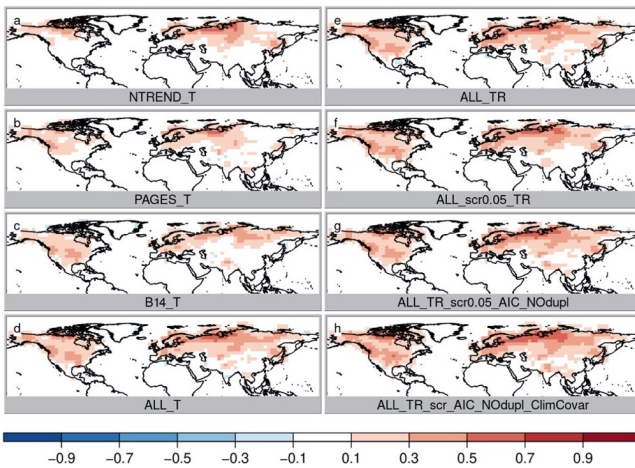 a
NTREND_T
b
PAGES_T
c
B14_T
d
ALL_T
e
ALL_TR
f
ALL_scr0.05_TR
g
ALL_TR_scr0.05_AIC_NOdupl
h
ALL_TR_scr_AIC_NOdupl_ClimCovar
−0.9 −0.7 −0.5 −0.3 −0.1 0.1 0.3 0.5 0.7 0.9